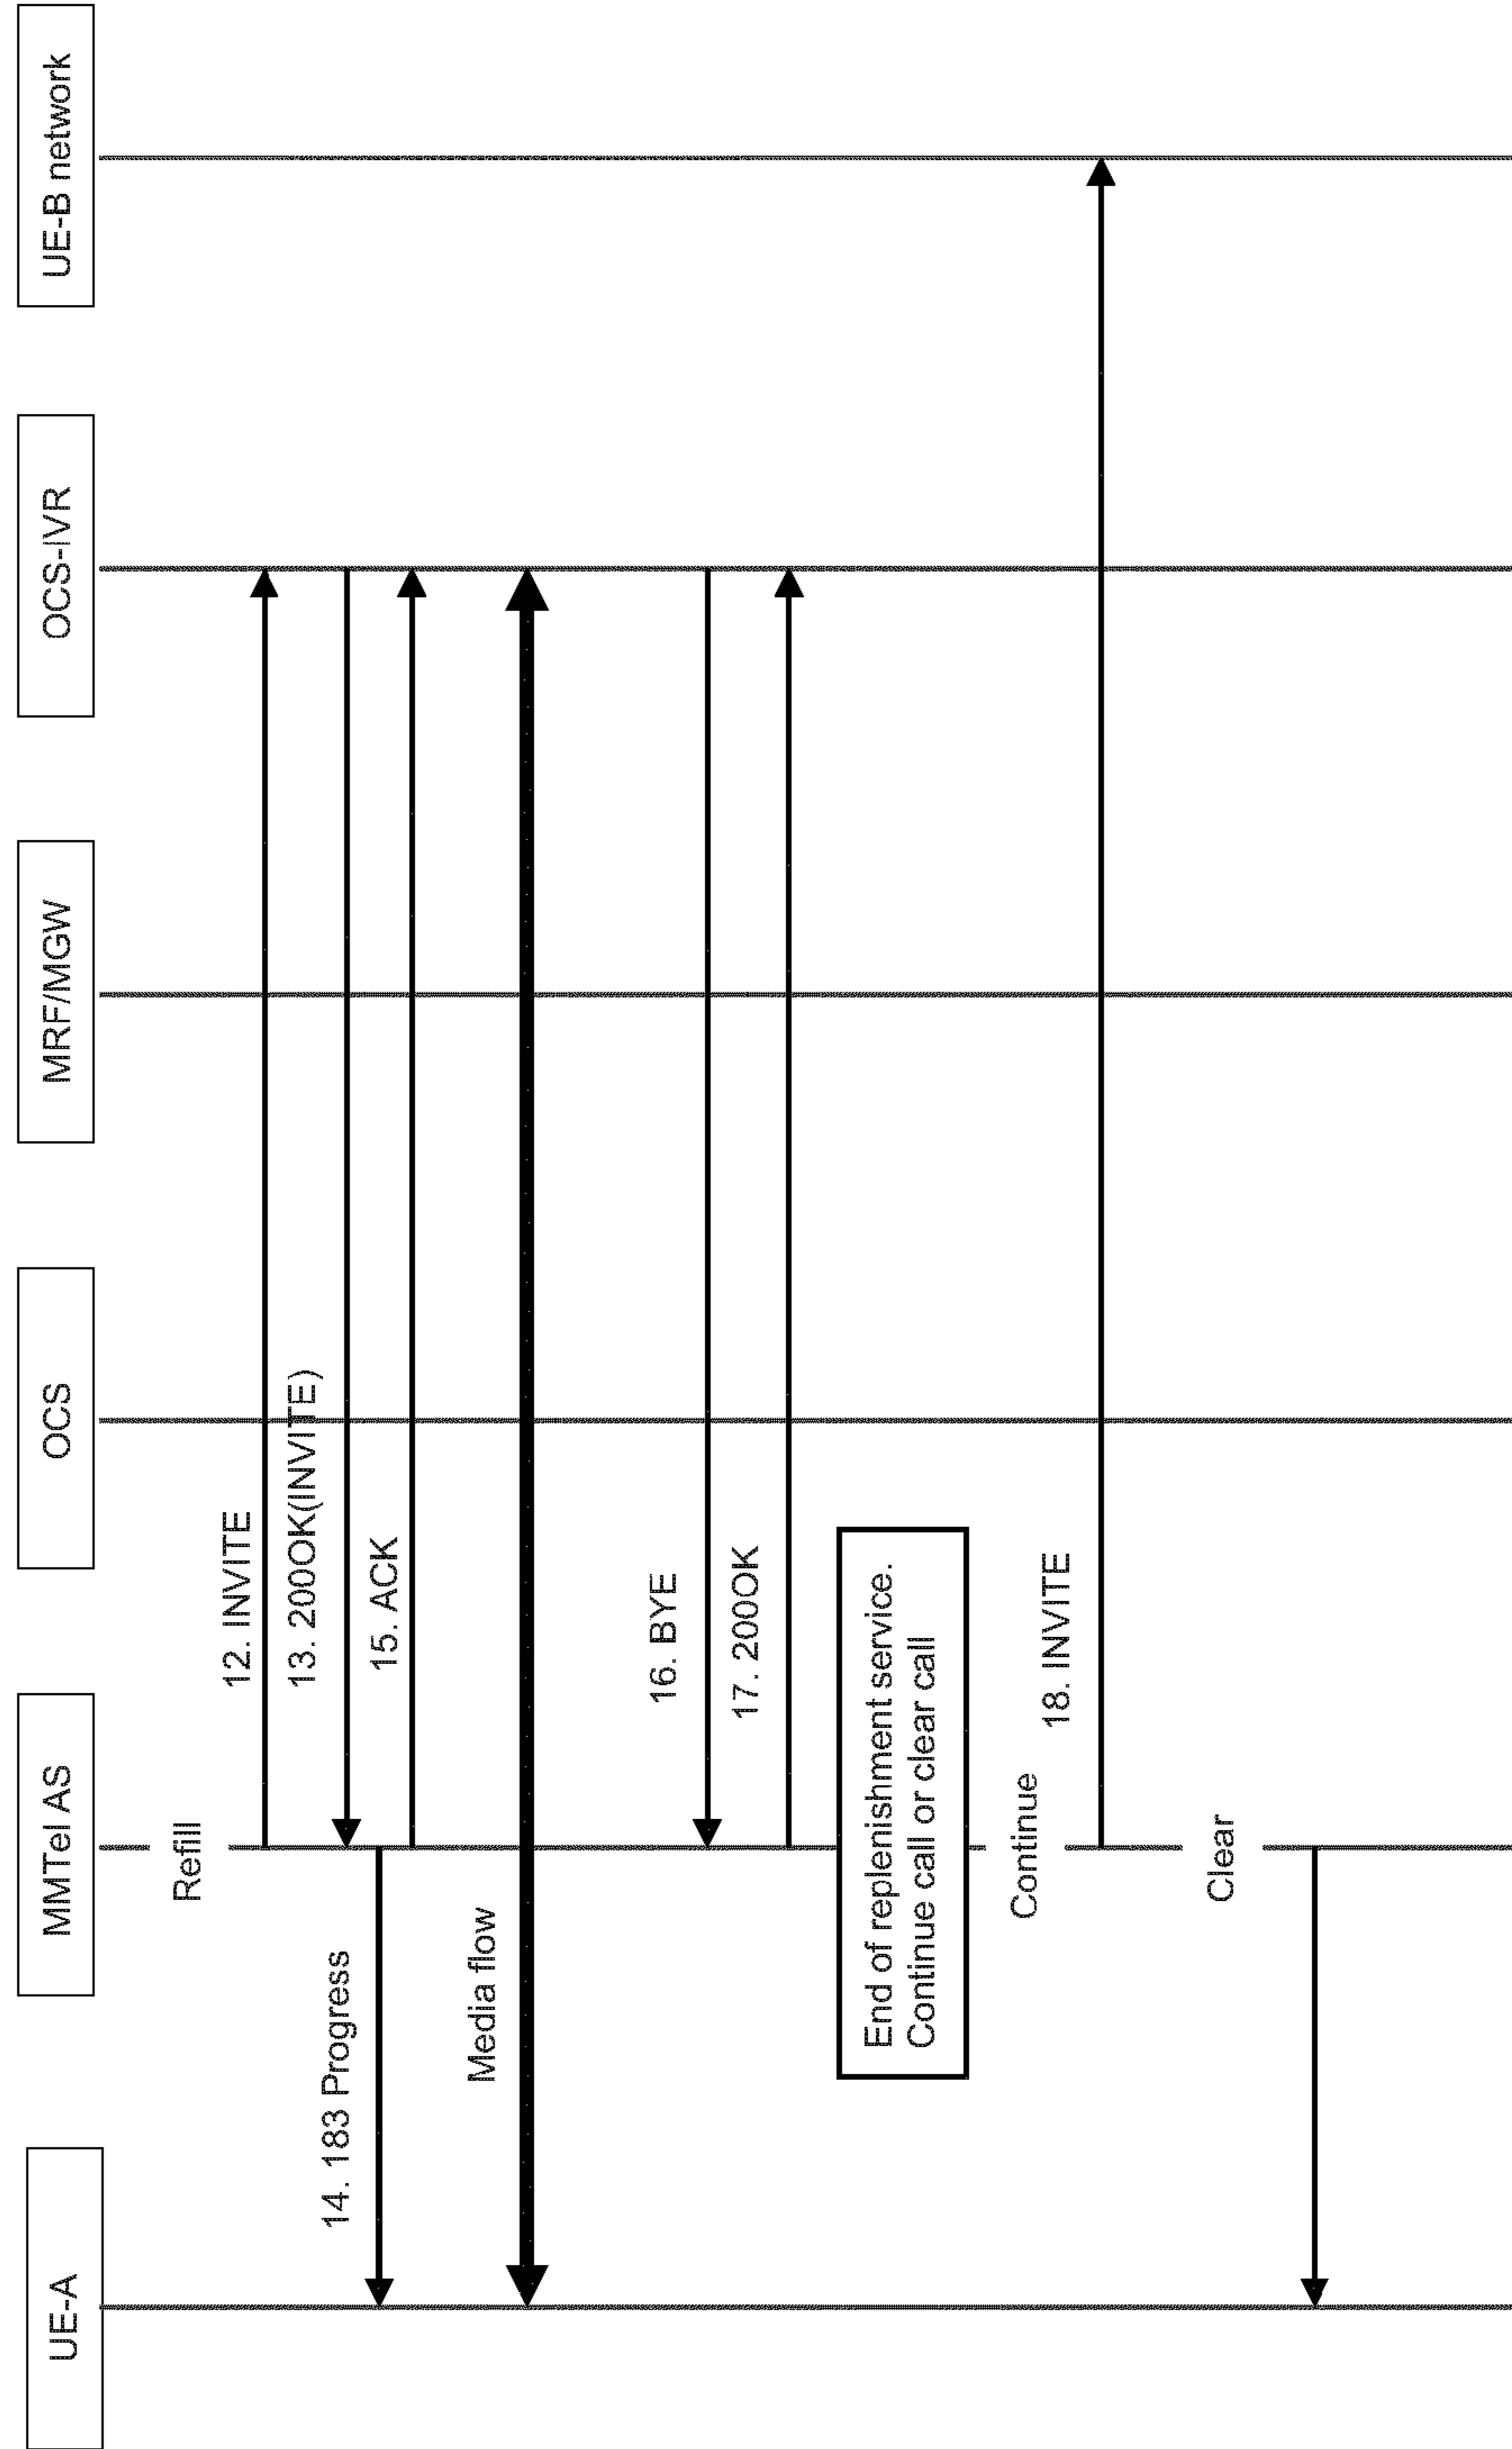 UE-A
MMTel AS
OCS
MRF/MGW
OCS-IVR
UE-B network
Refill
12. INVITE
13. 200OK(INVITE)
14. 183 Progress
15. ACK
Media flow
16. BYE
17. 200OK
End of replenishment service.
Continue call or clear call
Continue
18. INVITE
Clear